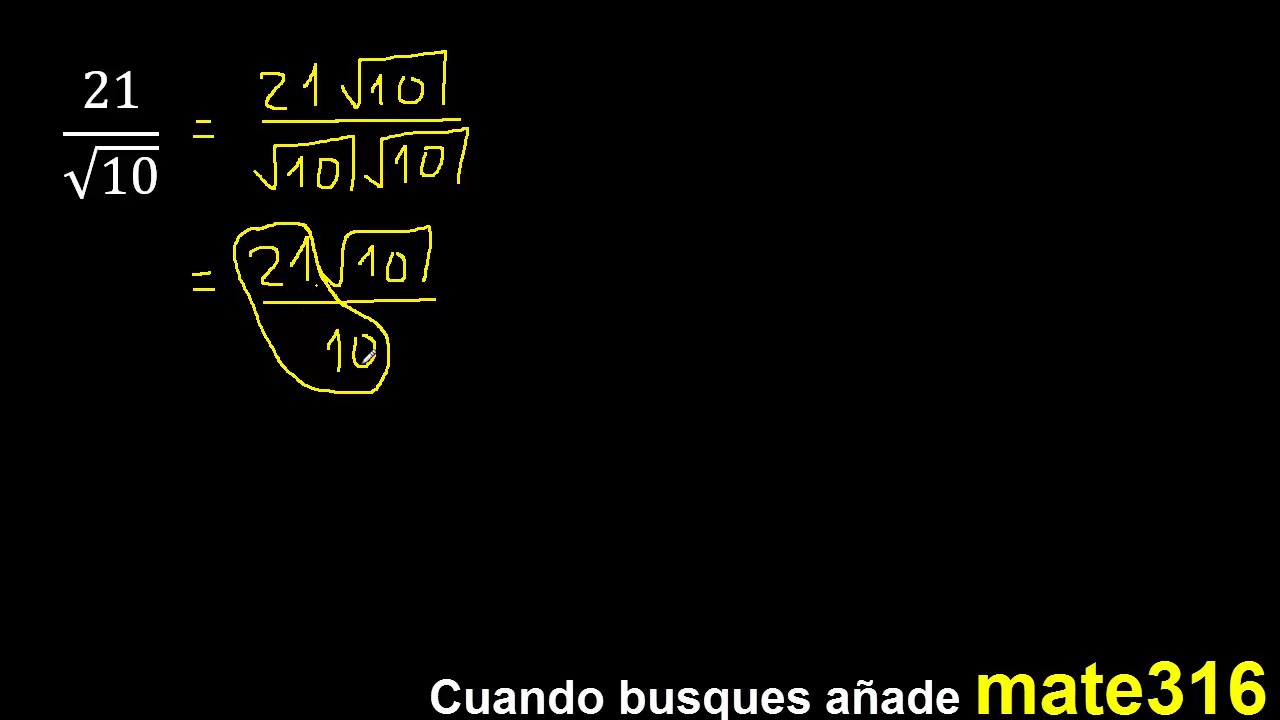 21/√10 = 21√10/√10√10
= 21√10/10
Cuando busques añade mate316